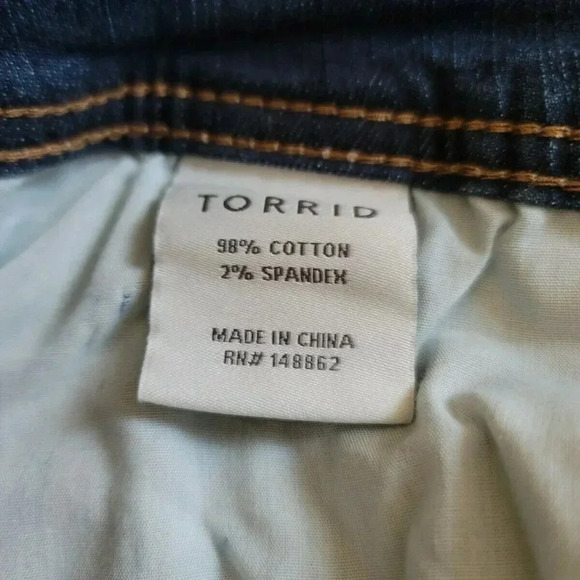 TORRID
98% COTTON
2% SPANDEX
MADE IN CHINA
RN# 148862